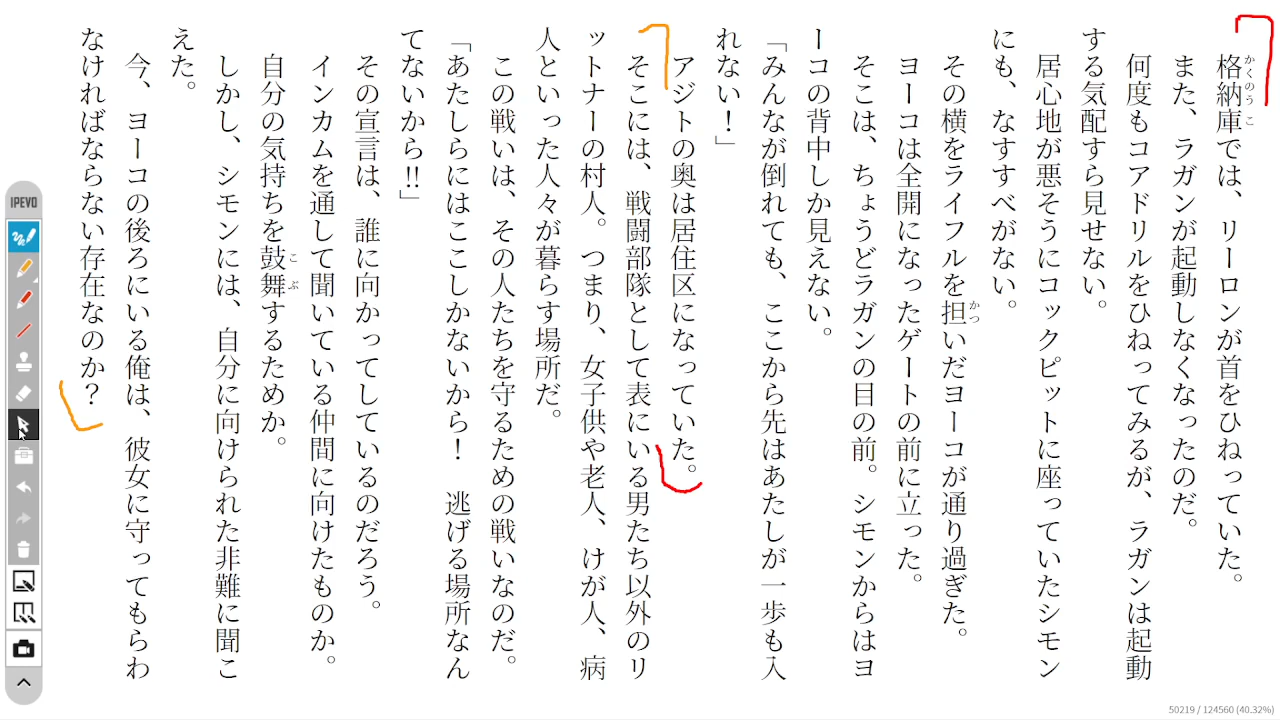 格納庫では、リーロンが首をひねっていた。
また、ラガンが起動しなくなったのだ。
何度もコアドリルをひねってみるが、ラガンは起動
する気配すら見せない。
居心地が悪そうにコックピットに座っていたシモン
にも、なすすべがない。
その横をライフルを担いだヨーコが通り過ぎた。
ヨーコは全開になったゲートの前に立った。
そこは、ちょうどラガンの目の前。シモンからはヨ
ーコの背中しか見えない。
「みんなが倒れても、ここから先はあたしが一歩も入
れない！」
アジトの奥は居住区になっていた。
そこには、戦闘部隊として表にいる男たち以外のリ
ットナーの村人。つまり、女子供や老人、けが人、病
人といった人々が暮らす場所だ。
この戦いは、その人たちを守るための戦いなのだ。
「あたしらにはここしかないから！　逃げる場所なん
てないから!!」
その宣言は、誰に向かってしているのだろう。
インカムを通して聞いている仲間に向けたものか。
自分の気持ちを鼓舞するためか。
しかし、シモンには、自分に向けられた非難に聞こ
えた。
今、ヨーコの後ろにいる俺は、彼女に守ってもらわ
なければならない存在なのか？
かくのうこ
かつ
こぶ
IPEVO
50219 / 124560 (40.32%)